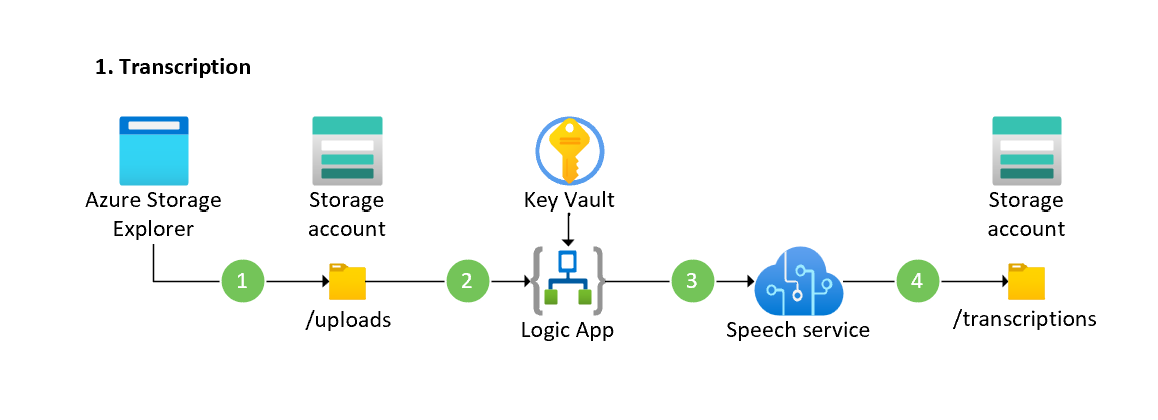 1. Transcription
Azure Storage
Explorer
Storage
account
Key Vault
Storage
account
1
2
3
4
/uploads
Logic App
Speech service
/transcriptions